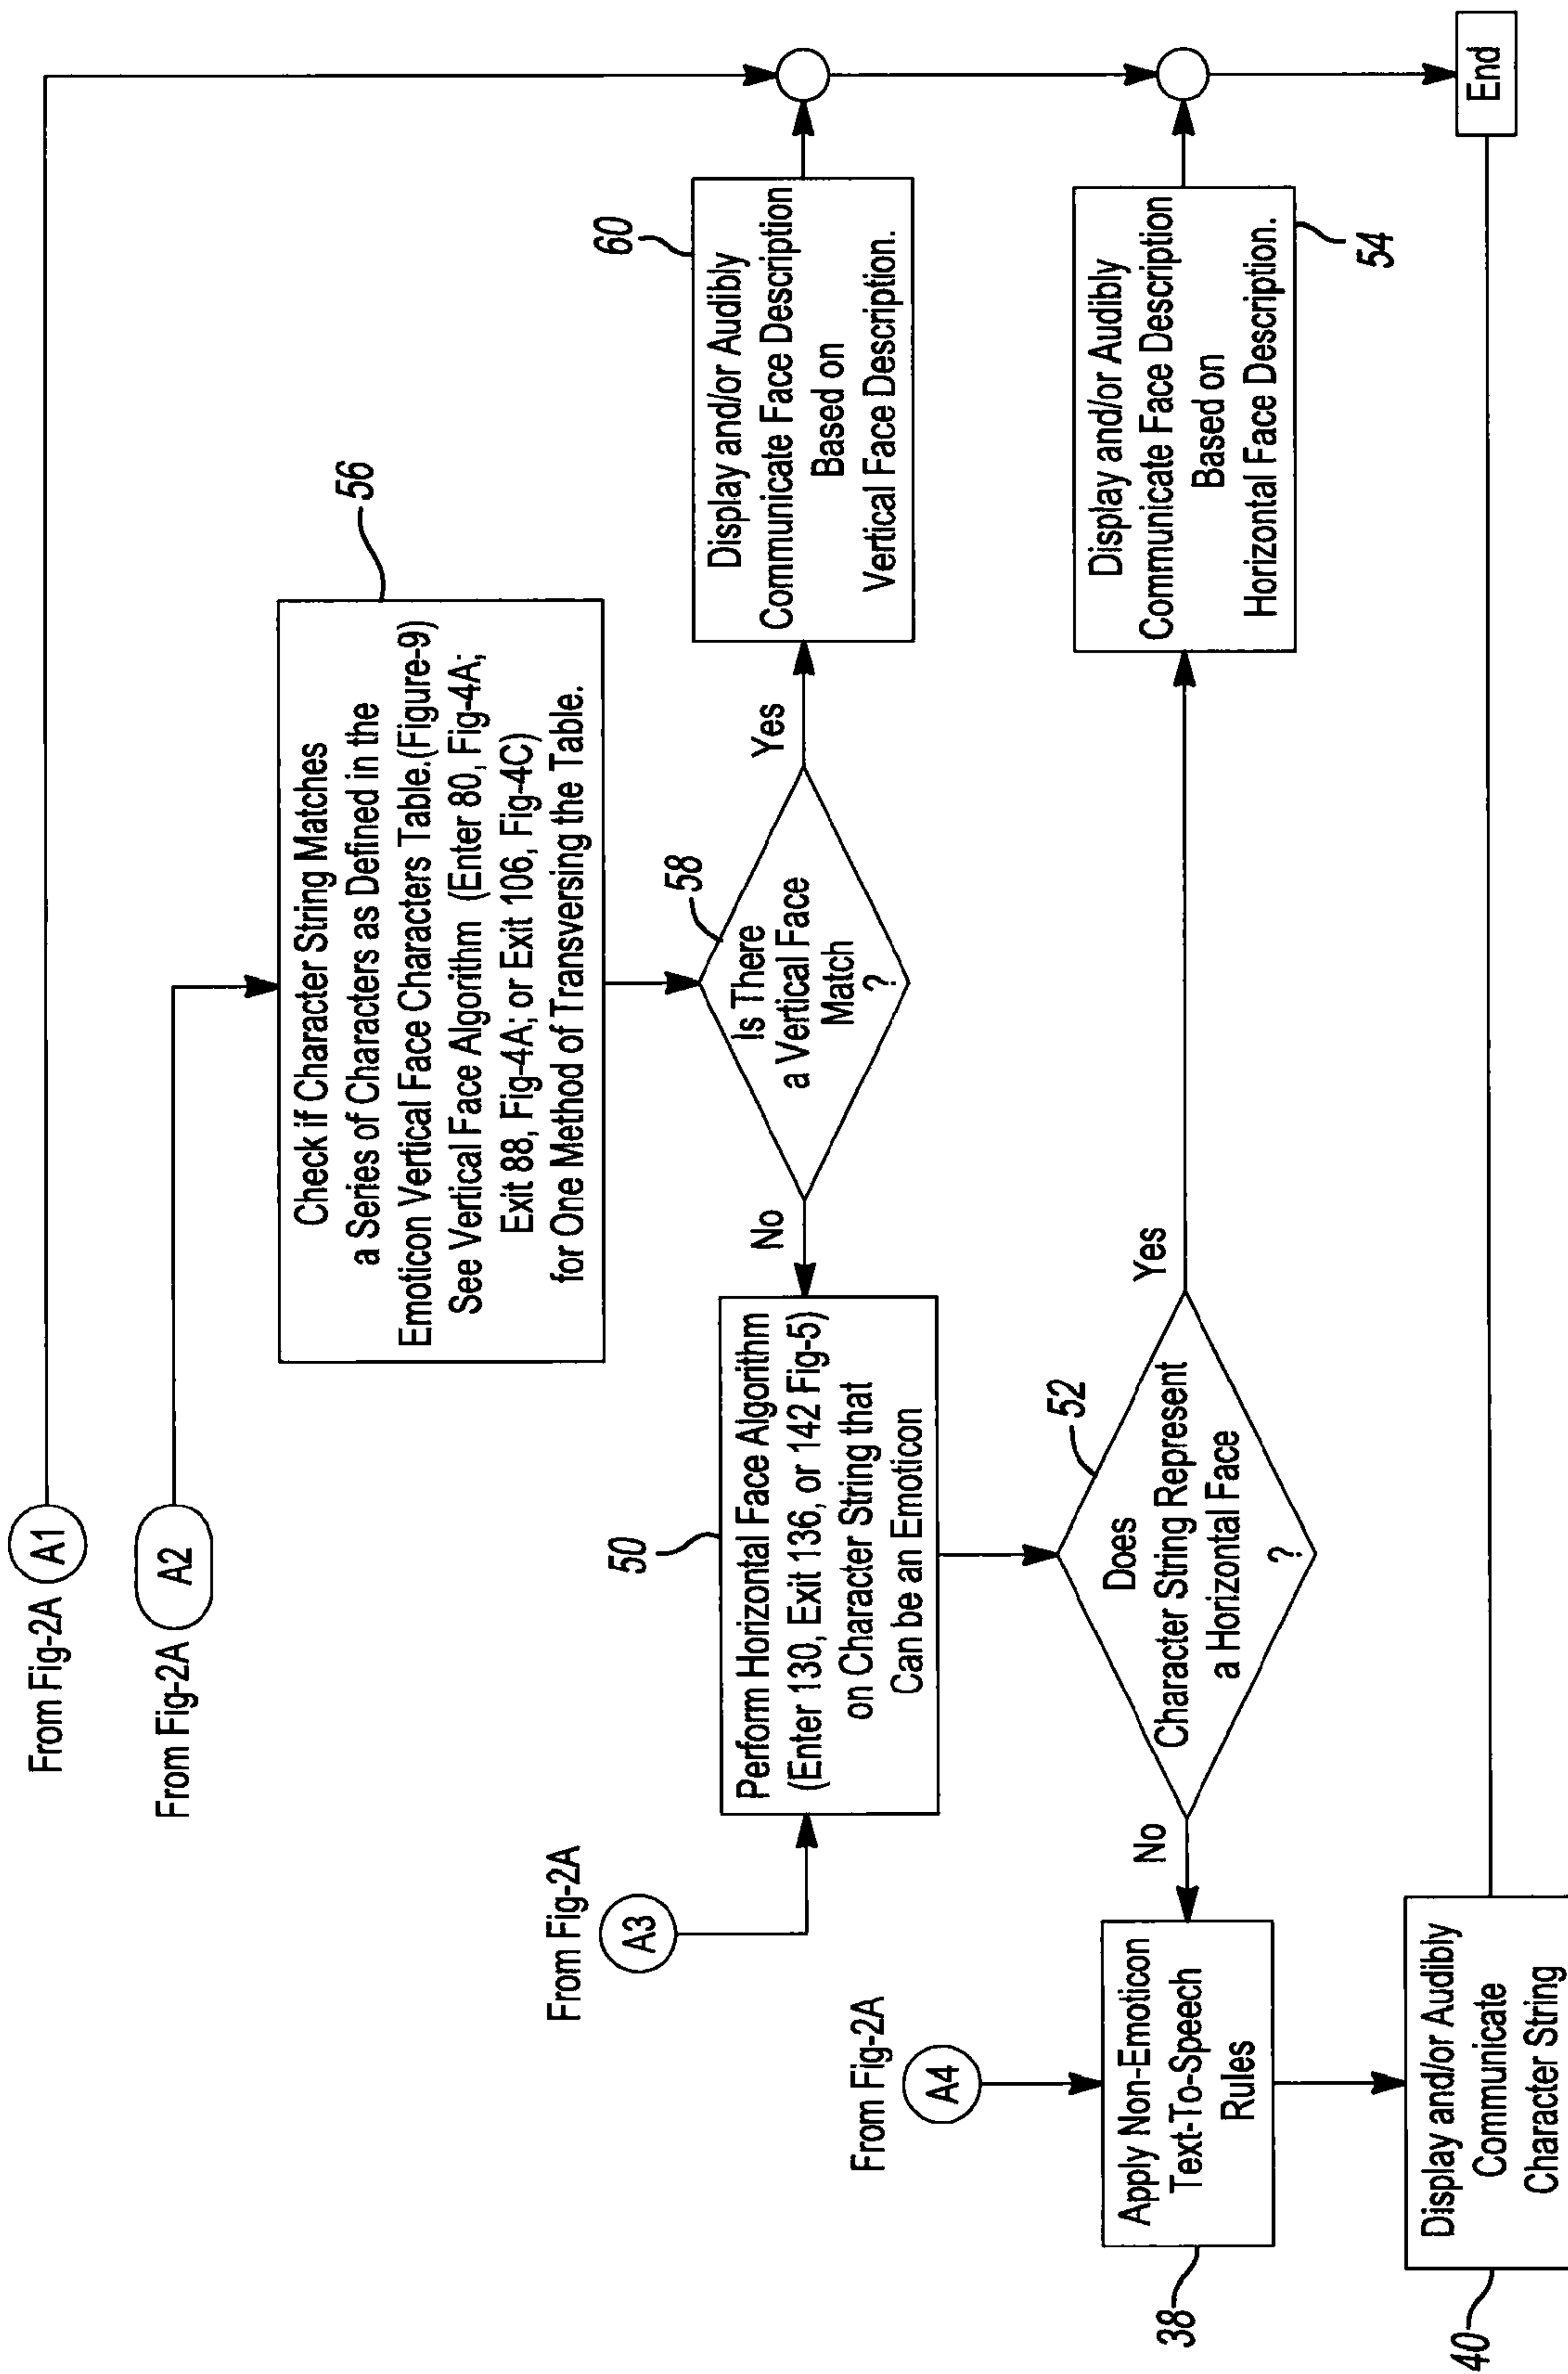 From Fig-2A
A1
From Fig-2A
A2
Check if Character String Matches
a Series of Characters as Defined in the
Emoticon Vertical Face Characters Table.(Figure-9)
See Vertical Face Algorithm (Enter 80, Fig-4A;
Exit 88, Fig-4A; or Exit 106, Fig-4C)
for One Method of Transversing the Table.
56
From Fig-2A
A3
50
Perform Horizontal Face Algorithm
(Enter 130, Exit 136, or 142 Fig-5)
on Character String that
Can be an Emoticon
No
58
Is There
a Vertical Face
Match
?
Yes
60
Display and/or Audibly
Communicate Face Description
Based on
Vertical Face Description.
From Fig-2A
A4
38
Apply Non-Emoticon
Text-To-Speech
Rules
No
52
Does
Character String Represent
a Horizontal Face
?
Yes
Display and/or Audibly
Communicate Face Description
Based on
Horizontal Face Description.
54
40
Display and/or Audibly
Communicate
Character String
End